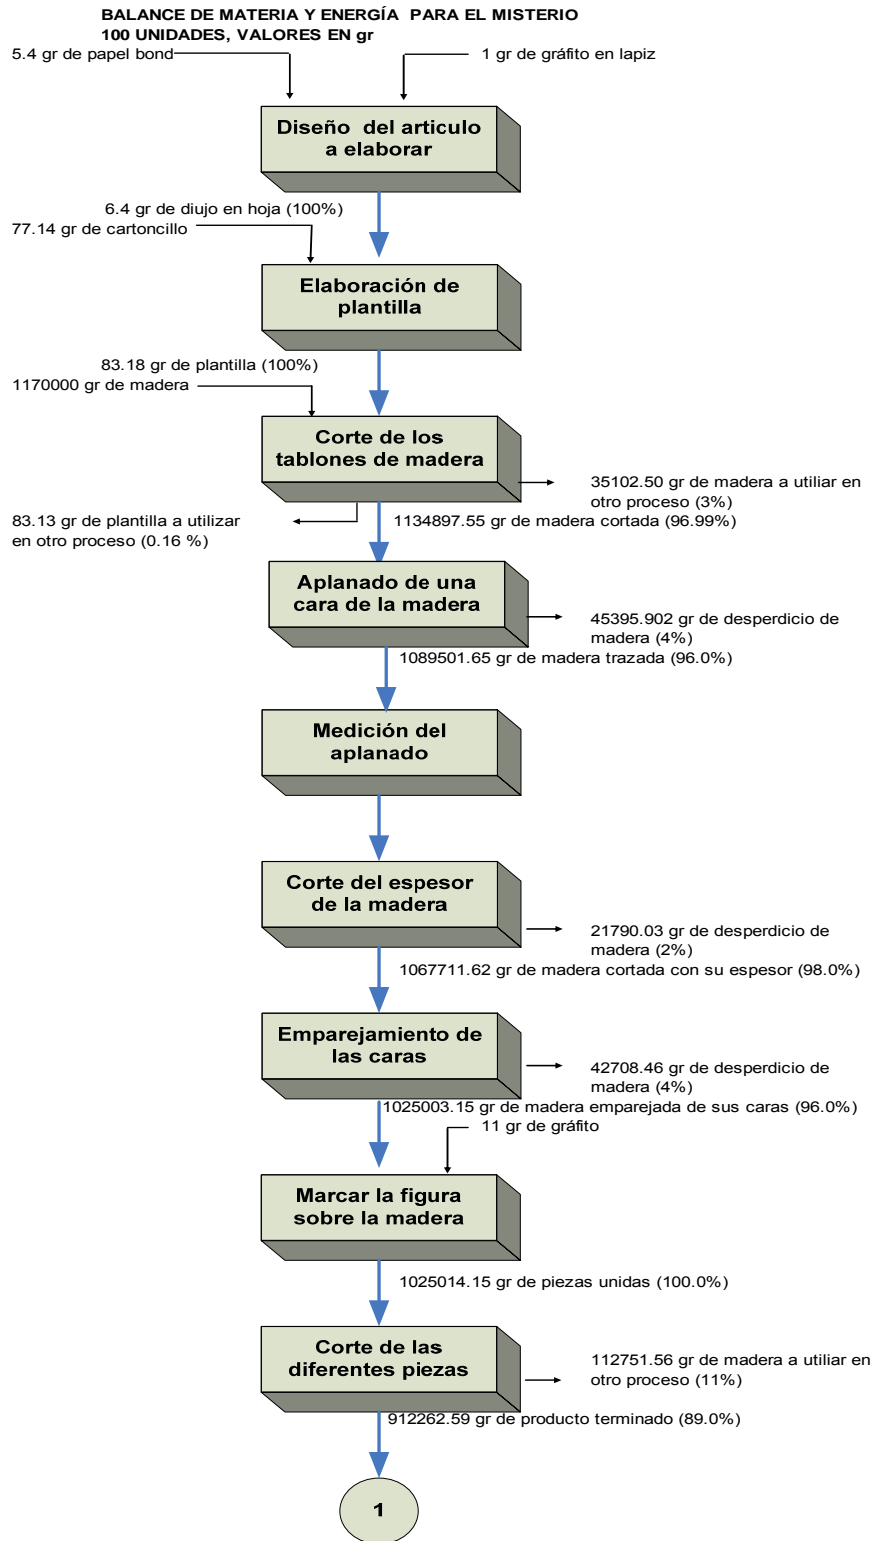 BALANCE DE MATERIA Y ENERGÍA PARA EL MISTERIO
100 UNIDADES, VALORES EN gr
5.4 gr de papel bond
1 gr de gráfito en lapiz
Diseño del articulo
a elaborar
6.4 gr de diujo en hoja (100%)
77.14 gr de cartoncillo
Elaboración de
plantilla
83.18 gr de plantilla (100%)
1170000 gr de madera
Corte de los
tablones de madera
35102.50 gr de madera a utiliar en
otro proceso (3%)
83.13 gr de plantilla a utilizar
en otro proceso (0.16 %)
1134897.55 gr de madera cortada (96.99%)
Aplanado de una
cara de la madera
45395.902 gr de desperdicio de
madera (4%)
1089501.65 gr de madera trazada (96.0%)
Medición del
aplanado
Corte del espesor
de la madera
21790.03 gr de desperdicio de
madera (2%)
1067711.62 gr de madera cortada con su espesor (98.0%)
Emparejamiento de
las caras
42708.46 gr de desperdicio de
madera (4%)
1025003.15 gr de madera emparejada de sus caras (96.0%)
11 gr de gráfito
Marcar la figura
sobre la madera
1025014.15 gr de piezas unidas (100.0%)
Corte de las
diferentes piezas
112751.56 gr de madera a utiliar en
otro proceso (11%)
912262.59 gr de producto terminado (89.0%)
1